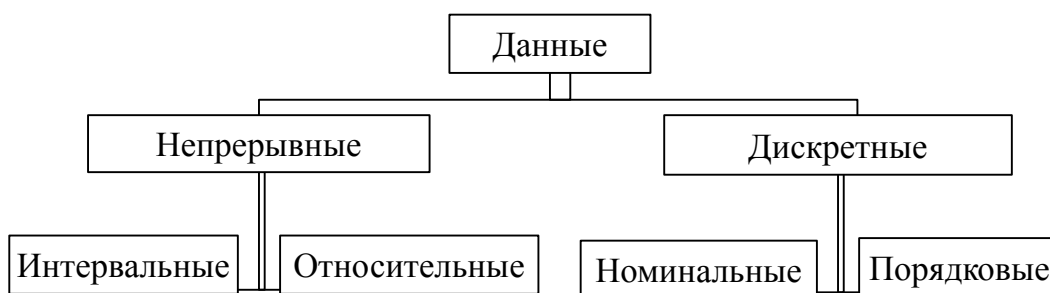 Данные
Непрерывные
Дискретные
Интервальные
Относительные
Номинальные
Порядковые